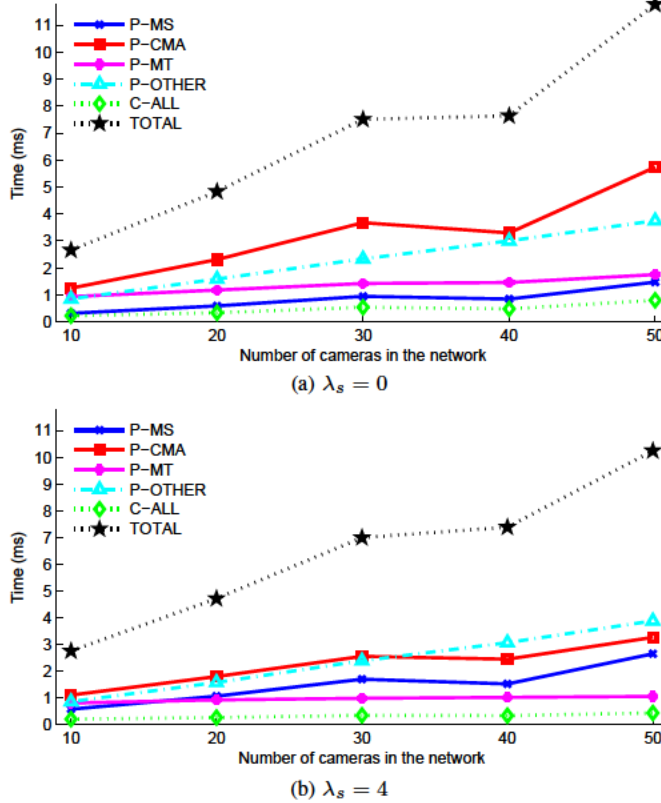 11
10
9
8
7
6
5
4
3
2
1
0
Time (ms)
P-MS
P-CMA
P-MT
P-OTHER
C-ALL
TOTAL
10 20 30 40 50
Number of cameras in the network
(a) λs = 0
11
10
9
8
7
6
5
4
3
2
1
0
Time (ms)
P-MS
P-CMA
P-MT
P-OTHER
C-ALL
TOTAL
10 20 30 40 50
Number of cameras in the network
(b) λs = 4